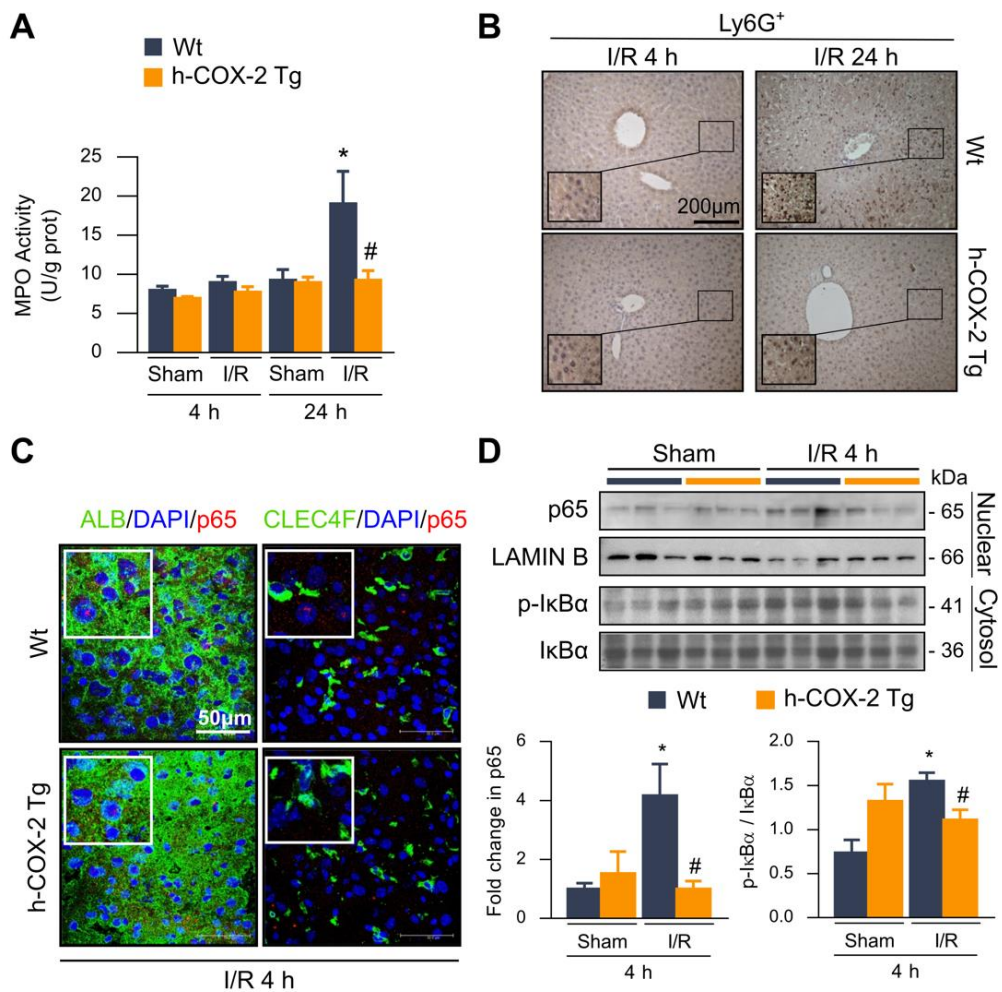 A
Wt
h-COX-2 Tg
MPO Activity
(U/g prot)
25
20
15
10
5
0
*
#
Sham I/R Sham I/R
4 h 24 h
B
Ly6G+
I/R 4 h I/R 24 h
Wt
200μm
h-COX-2 Tg
C
ALB/DAPI/p65 CLEC4F/DAPI/p65
Wt
50μm
h-COX-2 Tg
I/R 4 h
D
Sham I/R 4 h
kDa
p65 - 65
LAMIN B - 66
Nuclear
p-IκBα - 41
IκBα - 36
Cytosol
Wt h-COX-2 Tg
Fold change in p65
6
4
2
0
*
#
Sham I/R
4 h
p-IκBα / IκBα
2.0
1.5
1.0
0.0
*
#
Sham I/R
4 h